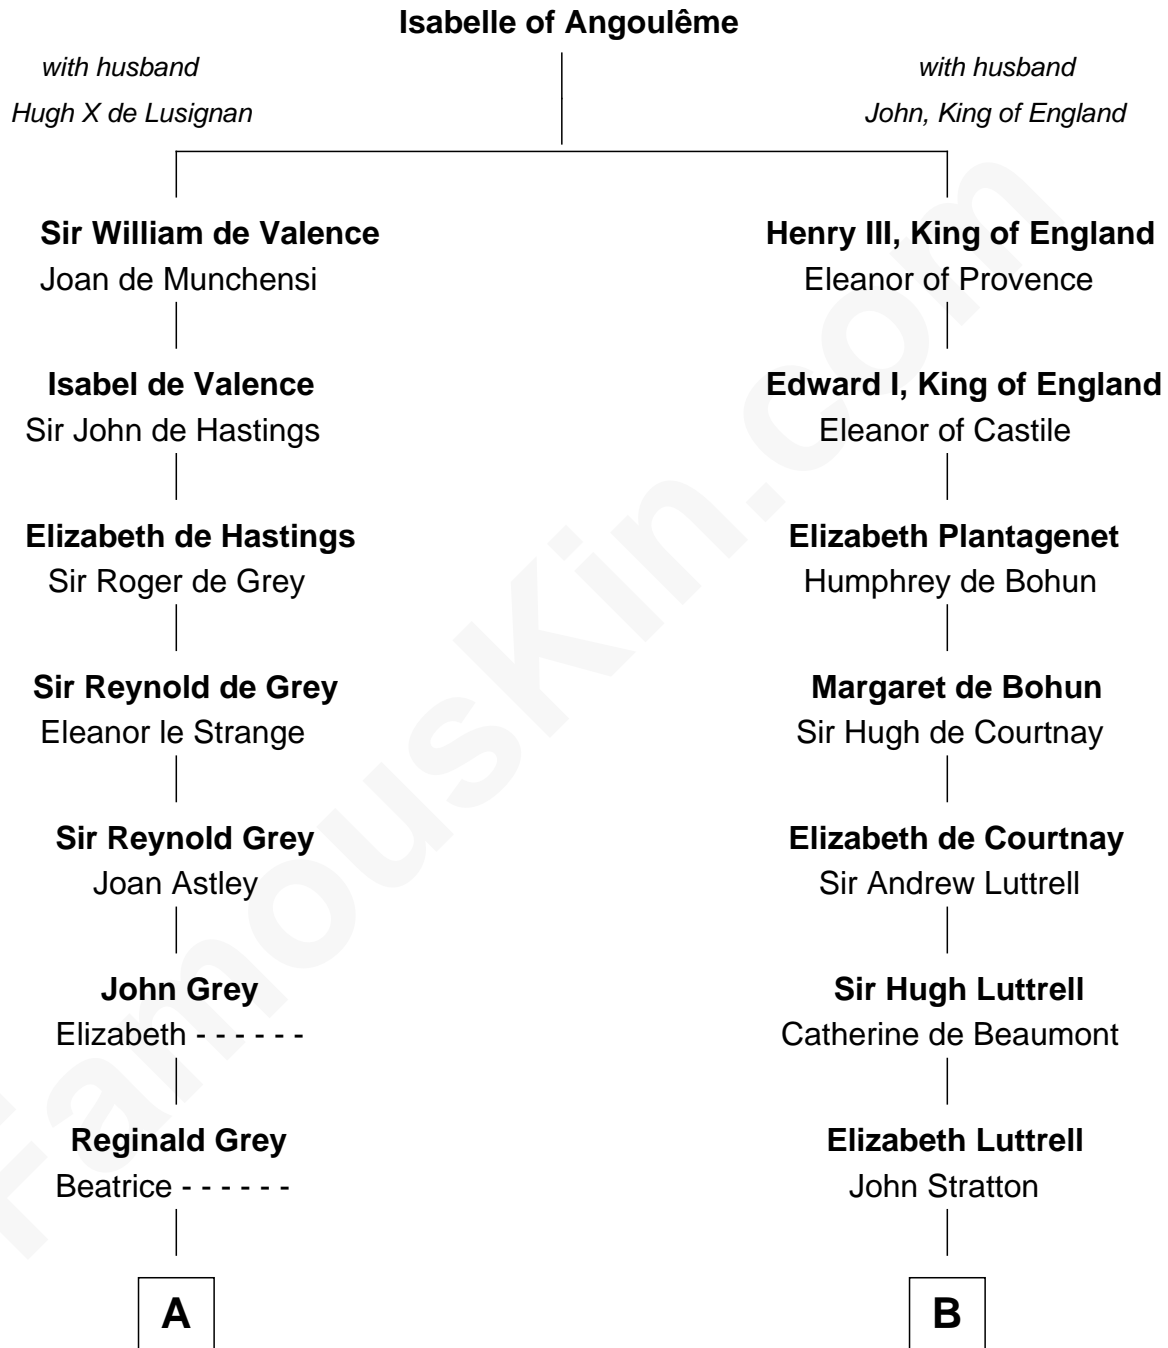 Isabelle of Angoulême
with husband
Hugh X de Lusignan
with husband
John, King of England
Sir William de Valence
Joan de Munchensi
Henry III, King of England
Eleanor of Provence
Isabel de Valence
Sir John de Hastings
Edward I, King of England
Eleanor of Castile
Elizabeth de Hastings
Sir Roger de Grey
Elizabeth Plantagenet
Humphrey de Bohun
Sir Reynold de Grey
Eleanor le Strange
Margaret de Bohun
Sir Hugh de Courtnay
Sir Reynold Grey
Joan Astley
Elizabeth de Courtnay
Sir Andrew Luttrell
John Grey
Elizabeth - - - - - -
Sir Hugh Luttrell
Catherine de Beaumont
Reginald Grey
Beatrice - - - - - -
Elizabeth Luttrell
John Stratton
A
B
FamousKin.com